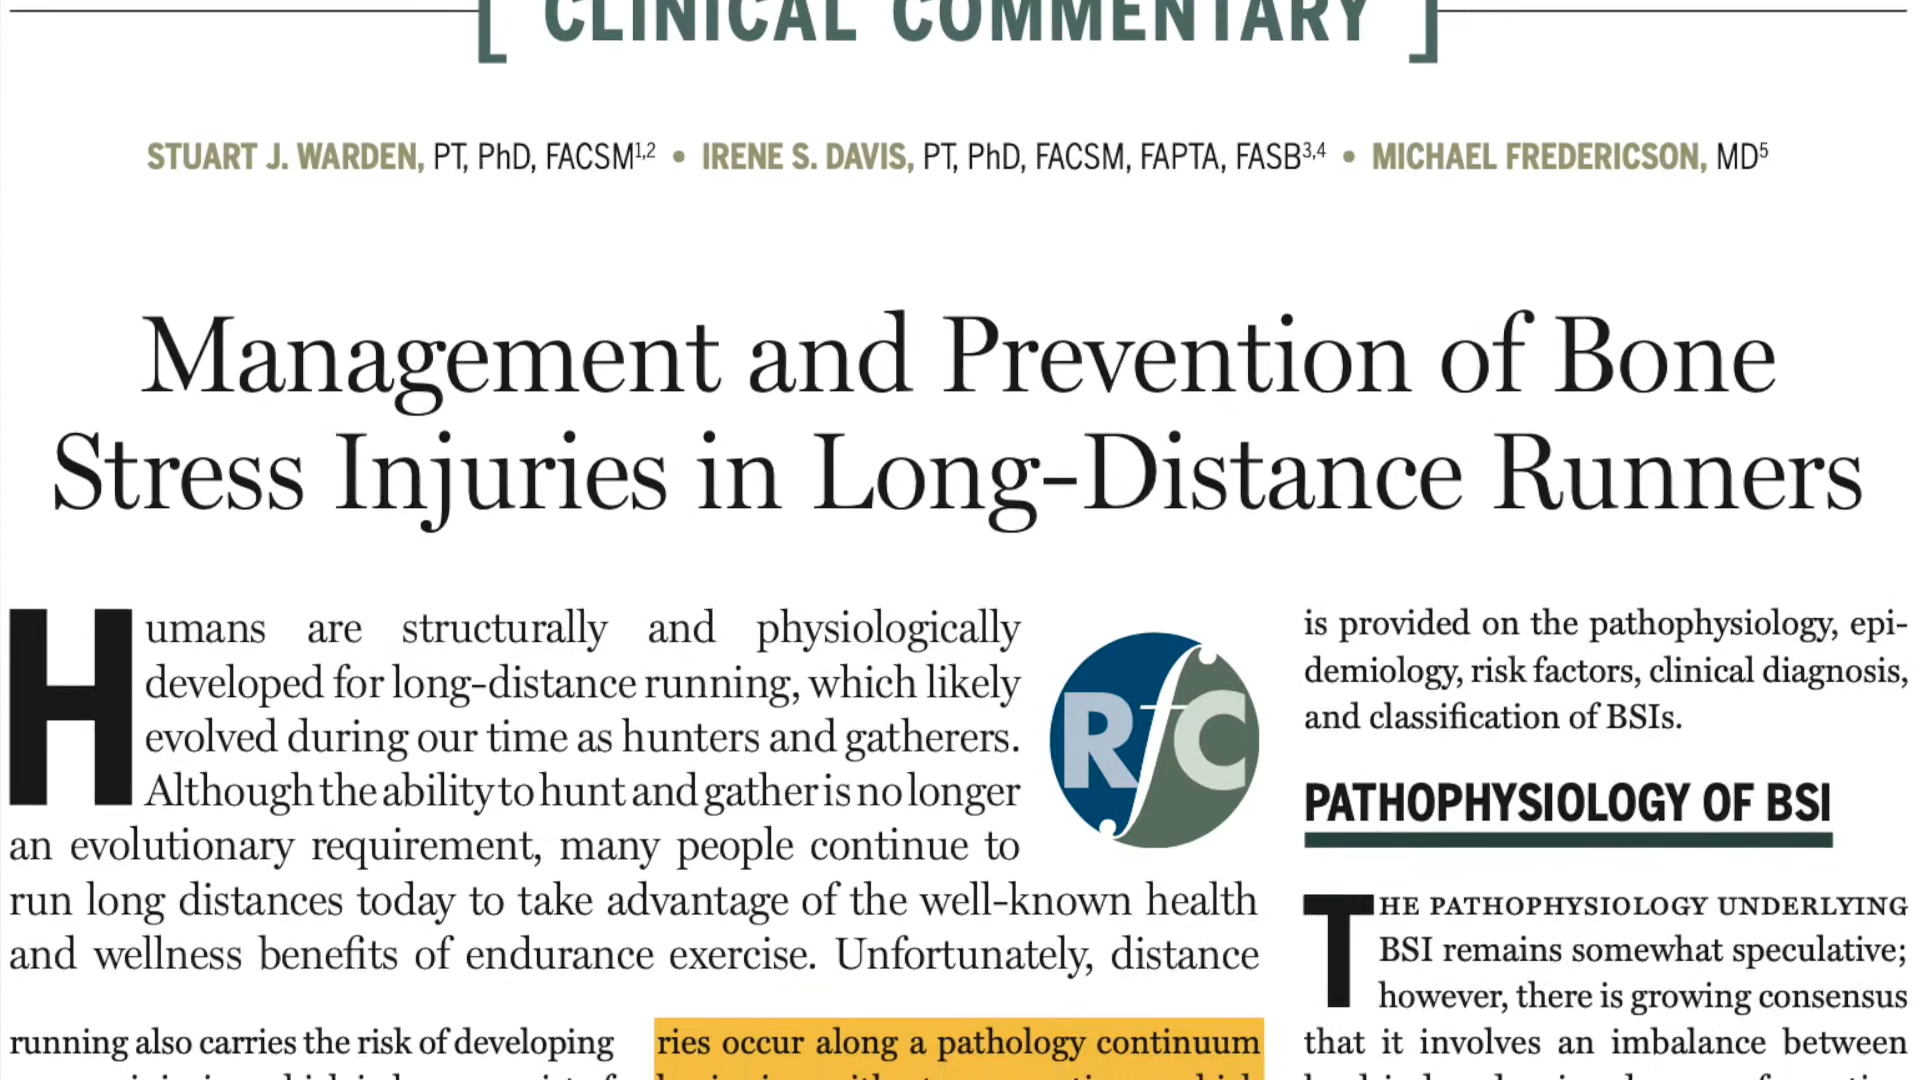 [ CLINICAL COMMENTARY ]
STUART J. WARDEN, PT, PhD, FACSM1,2 • IRENE S. DAVIS, PT, PhD, FACSM, FAPTA, FASB3,4 • MICHAEL FREDERICSON, MD5
Management and Prevention of Bone
Stress Injuries in Long-Distance Runners
Humans are structurally and physiologically
developed for long-distance running, which likely
evolved during our time as hunters and gatherers.
Although the ability to hunt and gather is no longer
an evolutionary requirement, many people continue to
run long distances today to take advantage of the well-known health
and wellness benefits of endurance exercise. Unfortunately, distance
running also carries the risk of developing
ries occur along a pathology continuum
RfC
is provided on the pathophysiology, epi-
demiology, risk factors, clinical diagnosis,
and classification of BSIs.
PATHOPHYSIOLOGY OF BSI
THE PATHOPHYSIOLOGY UNDERLYING
BSI remains somewhat speculative;
however, there is growing consensus
that it involves an imbalance between